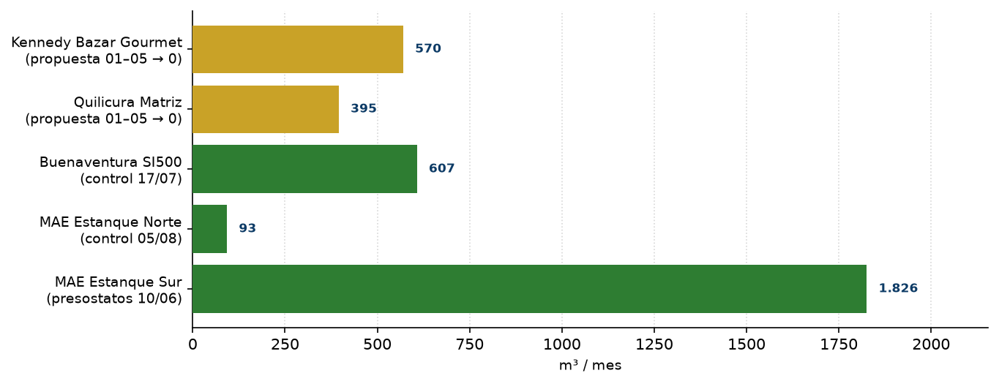 Kennedy Bazar Gourmet
(propuesta 01–05 → 0)
570
Quilicura Matriz
(propuesta 01–05 → 0)
395
Buenaventura SI500
(control 17/07)
607
MAE Estanque Norte
(control 05/08)
93
MAE Estanque Sur
(presostatos 10/06)
1.826
0 250 500 750 1000 1250 1500 1750 2000
m³ / mes